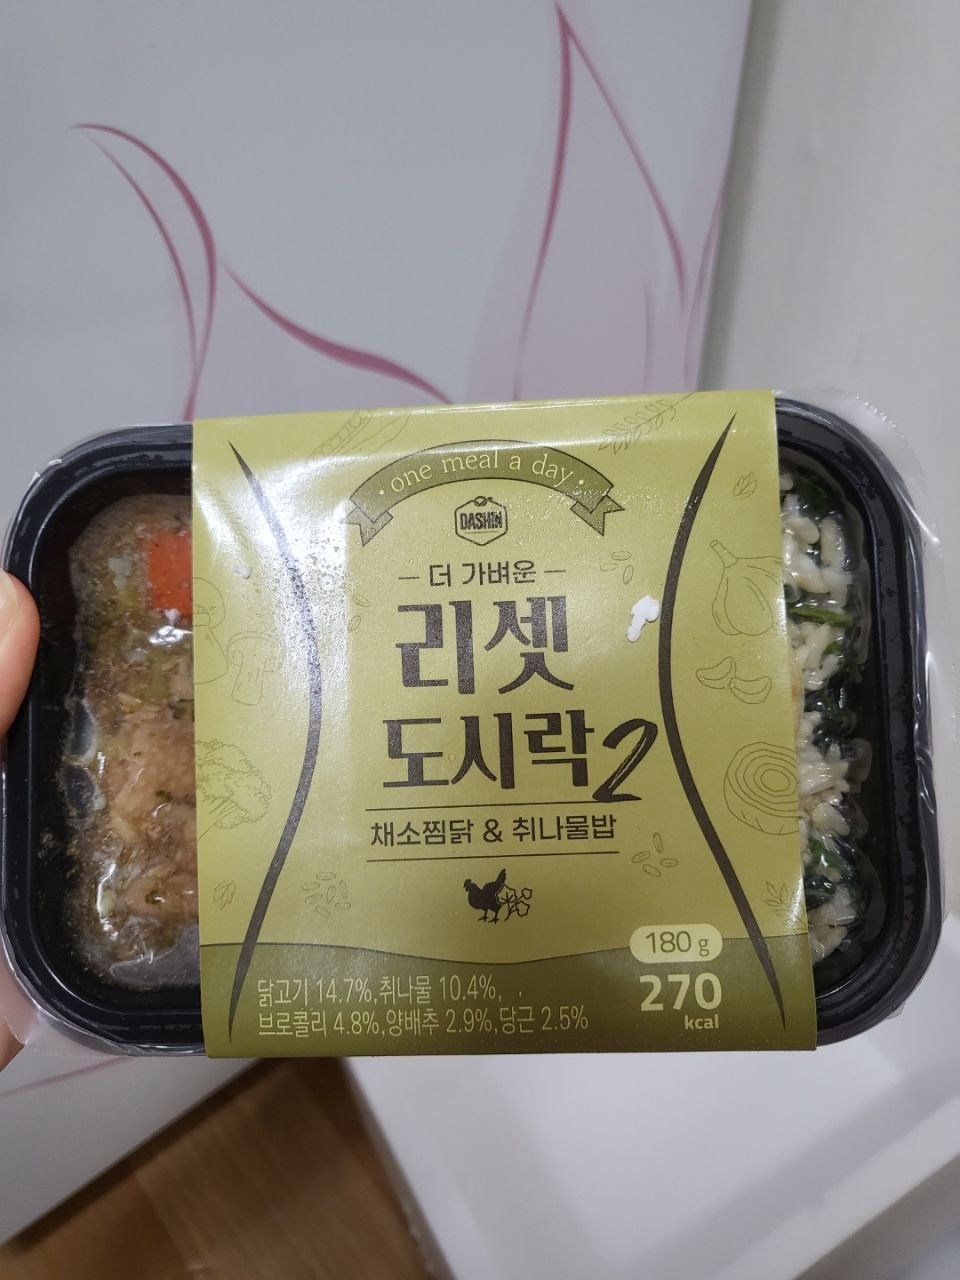 one meal a day
DASHIN
더 가벼운
리셋
도시락2
채소찜닭 & 취나물밥
180 g
270
kcal
닭고기 14.7%, 취나물 10.4%,
브로콜리 4.8%, 양배추 2.9%, 당근 2.5%